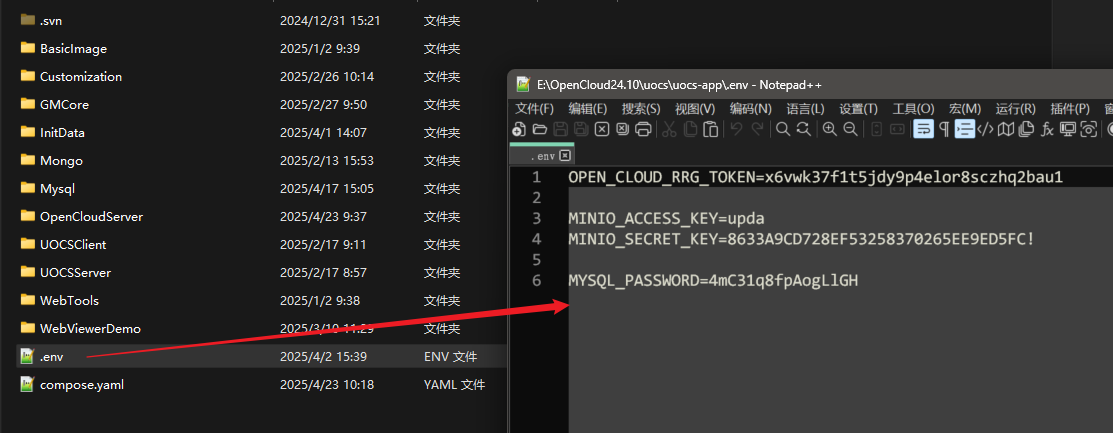 .svn 2024/12/31 15:21 文件夹
BasicImage 2025/1/2 9:39 文件夹
Customization 2025/2/26 10:14 文件夹
GMCore 2025/2/27 9:50 文件夹
InitData 2025/4/1 14:07 文件夹
Mongo 2025/2/13 15:53 文件夹
Mysql 2025/4/17 15:05 文件夹
OpenCloudServer 2025/4/23 9:37 文件夹
UOCSClient 2025/2/17 9:11 文件夹
UOCSServer 2025/2/17 8:57 文件夹
WebTools 2025/1/2 9:38 文件夹
WebViewerDemo 2025/3/10 11:29 文件夹
.env 2025/4/2 15:39 ENV 文件
compose.yaml 2025/4/23 10:18 YAML 文件
E:\OpenCloud24.10\uocs\uocs-app\.env - Notepad++
文件(F) 编辑(E) 搜索(S) 视图(V) 编码(N) 语言(L) 设置(T) 工具(O) 宏(M) 运行(R) 插件(P)
.env
1 OPEN_CLOUD_RRG_TOKEN=x6vwk37f1t5jdy9p4elor8sczhq2bau1
2
3 MINIO_ACCESS_KEY=upda
4 MINIO_SECRET_KEY=8633A9CD728EF53258370265EE9ED5FC!
5
6 MYSQL_PASSWORD=4mC31q8fpAogLlGH